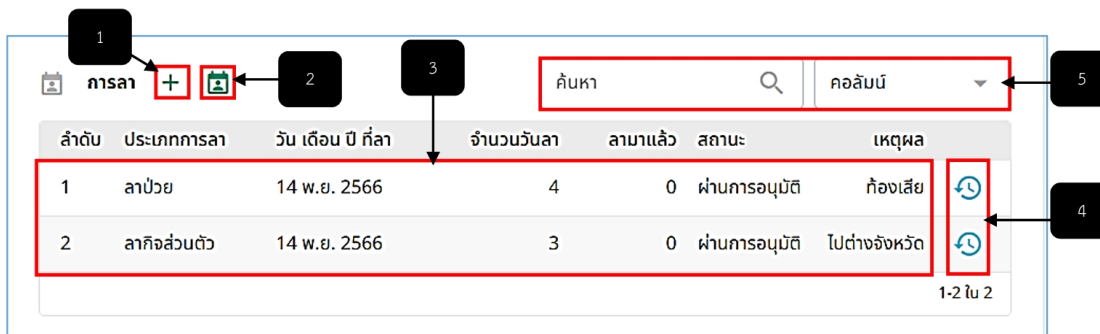 1
2
3
การลา
ค้นหา
คอลัมน์
5
ลำดับ ประเภทการลา วัน เดือน ปี ที่ลา จำนวนวันลา ลามาแล้ว สถานะ เหตุผล
1 ลาป่วย 14 พ.ย. 2566 4 0 ผ่านการอนุมัติ ท้องเสีย
4
2 ลากิจส่วนตัว 14 พ.ย. 2566 3 0 ผ่านการอนุมัติ ไปต่างจังหวัด
1-2 ใน 2